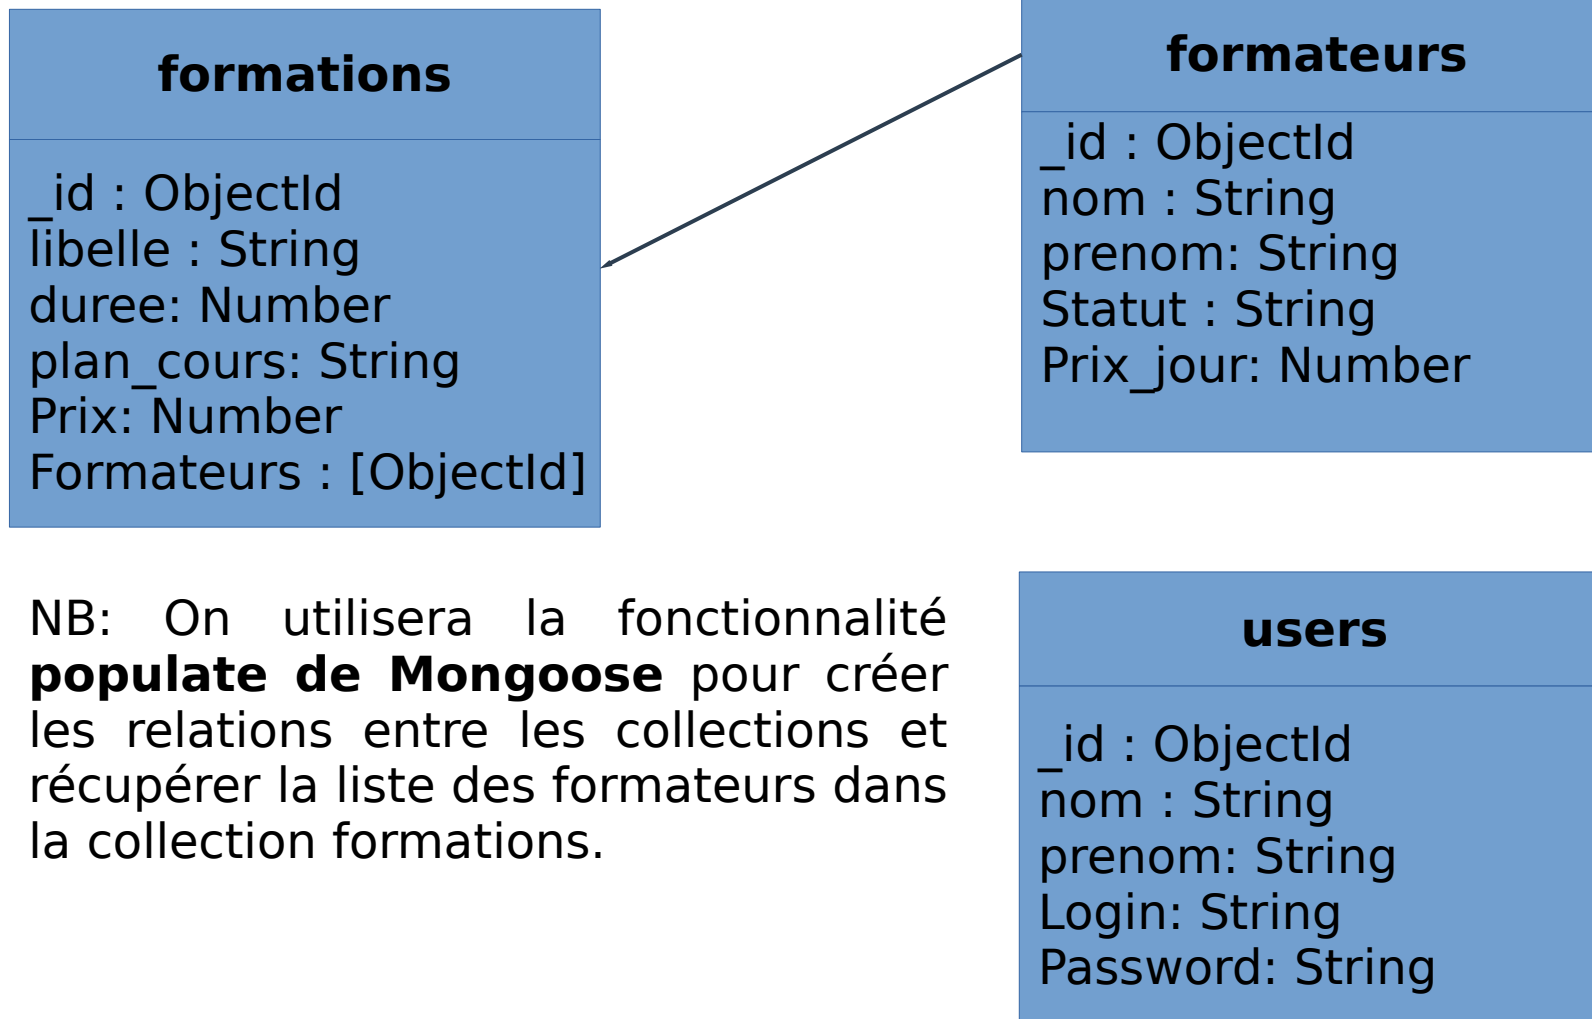 formations
_id : ObjectId
libelle : String
duree: Number
plan_cours: String
Prix: Number
Formateurs : [ObjectId]
formateurs
_id : ObjectId
nom : String
prenom: String
Statut : String
Prix_jour: Number
NB: On utilisera la fonctionnalité
populate de Mongoose pour créer
les relations entre les collections et
récupérer la liste des formateurs dans
la collection formations.
users
_id : ObjectId
nom : String
prenom: String
Login: String
Password: String